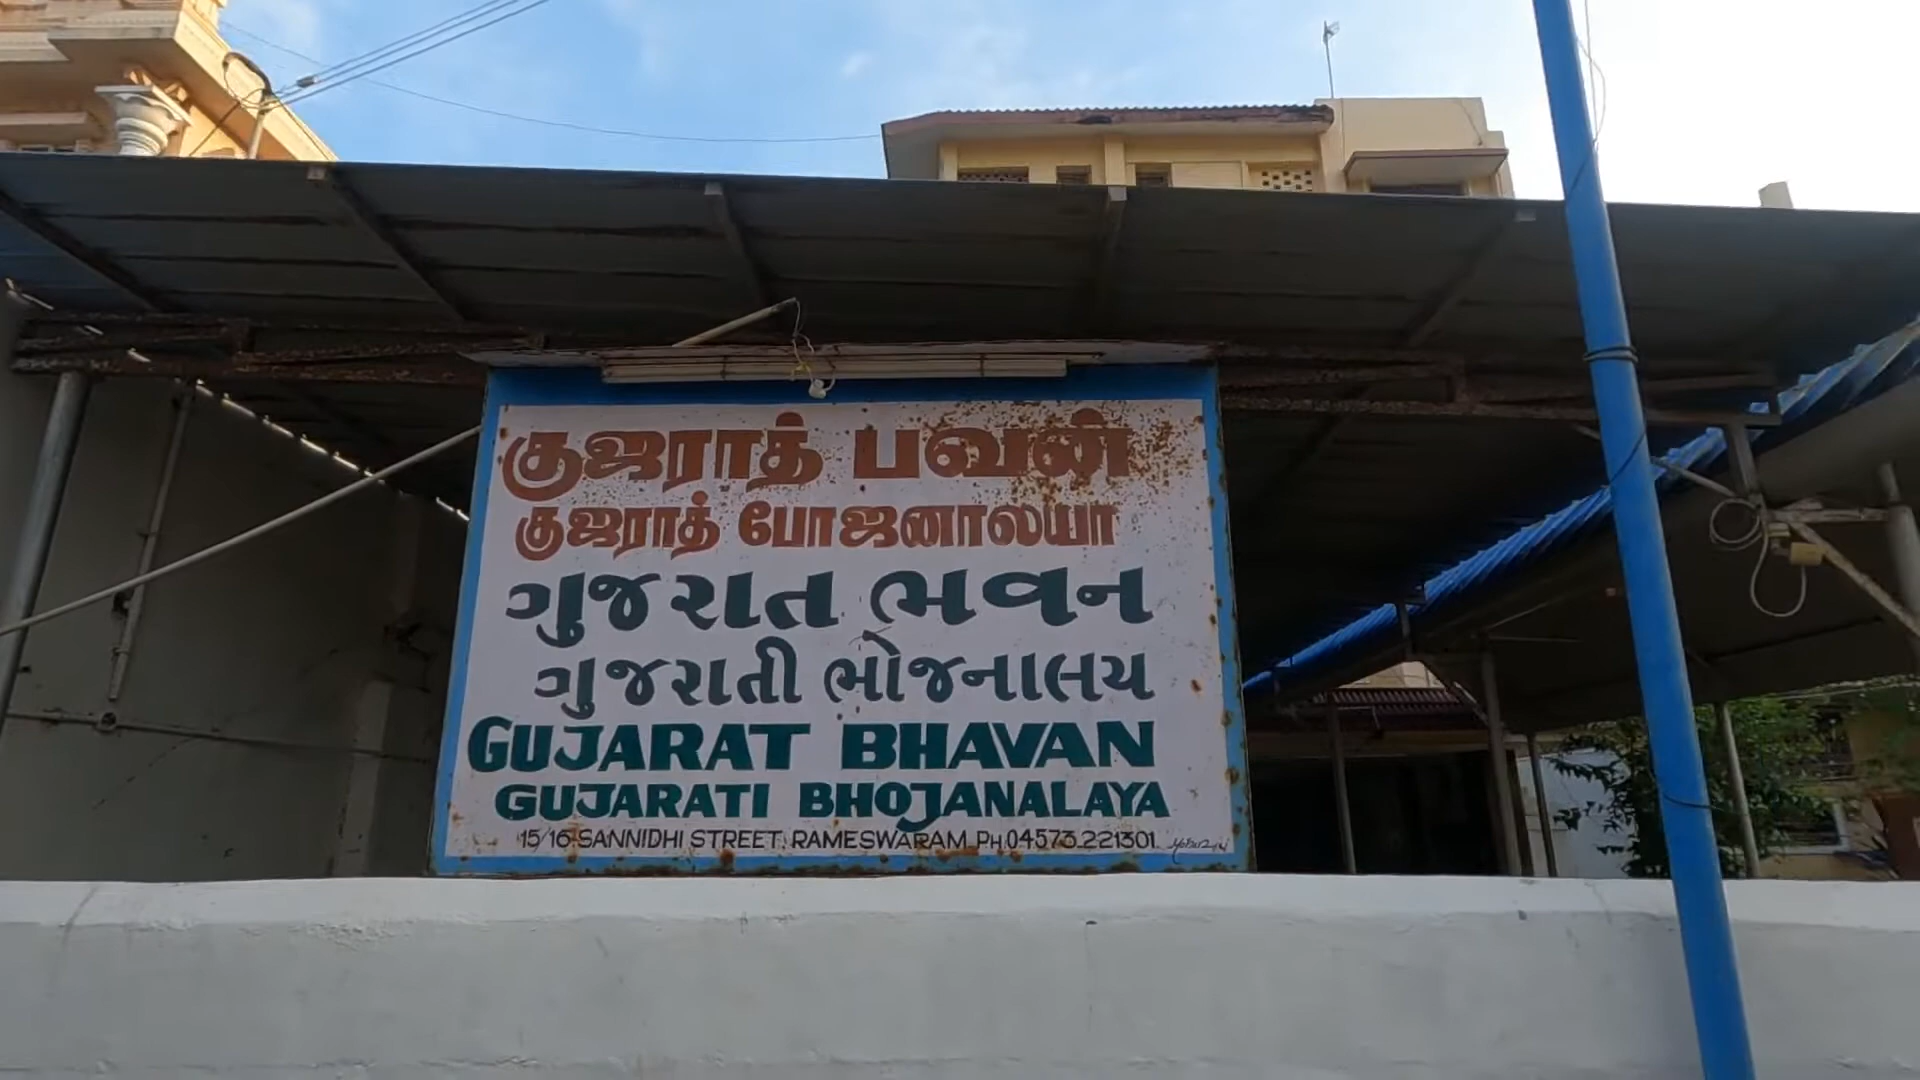 குஜராத் பவன்
குஜராத் போஜனாலயா
ગુજરાત ભવન
ગુજરાતી ભોજનાલય
GUJARAT BHAVAN
GUJARATI BHOJANALAYA
15/16 SANNIDHI STREET, RAMESWARAM PH.04573.221301